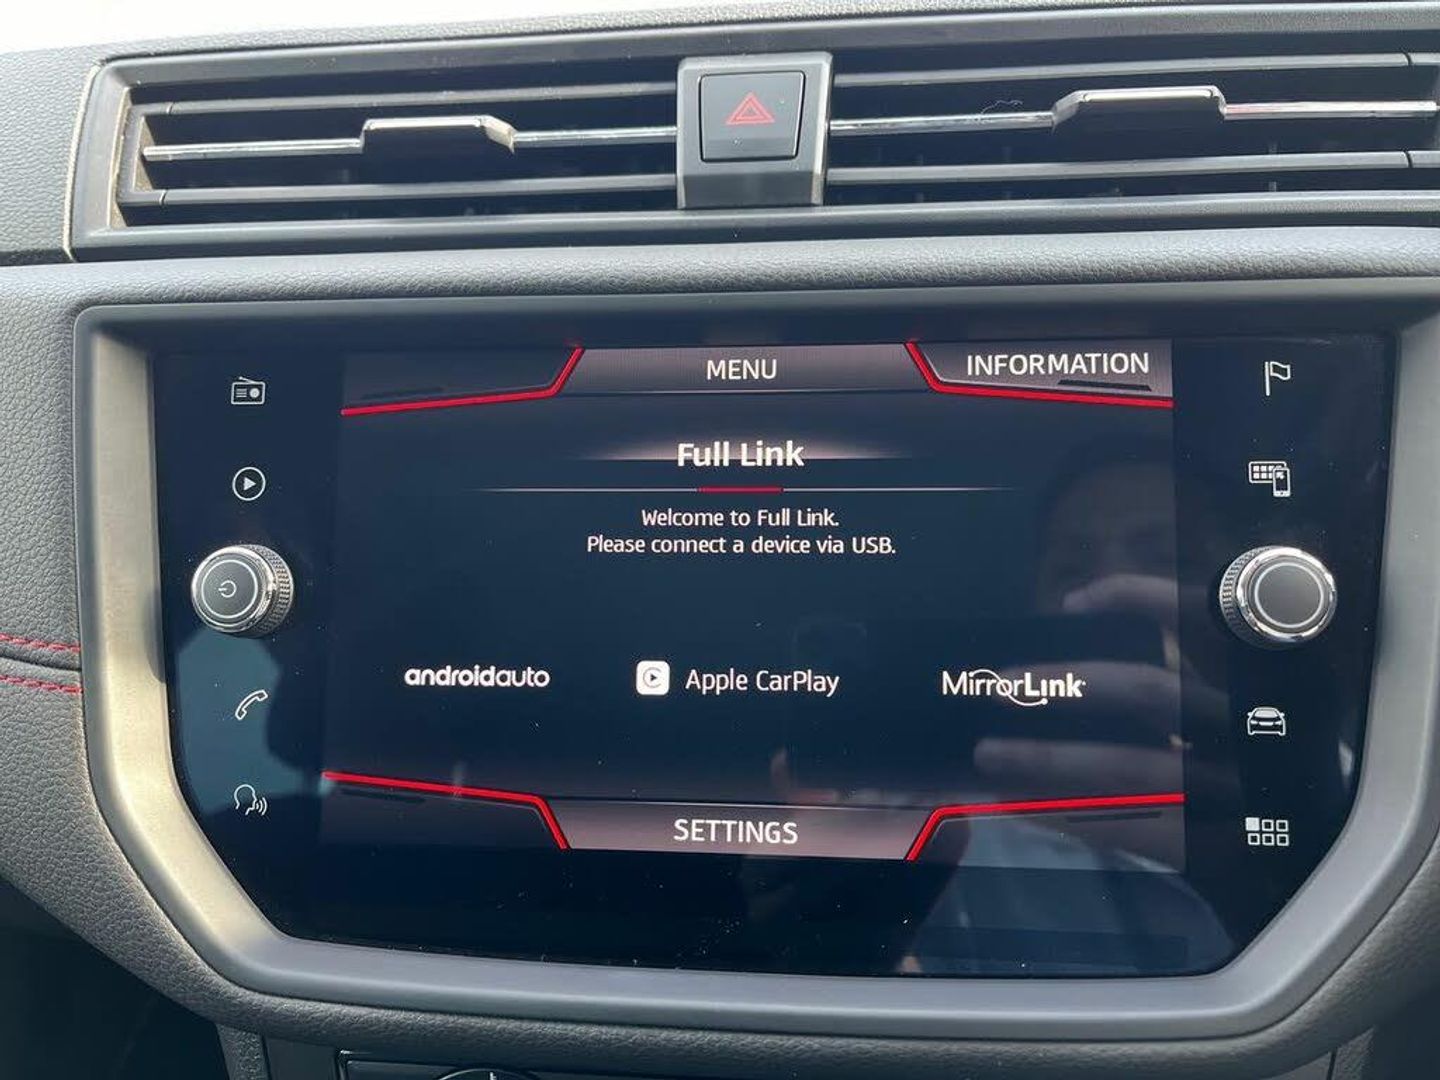 MENU
INFORMATION
Full Link
Welcome to Full Link.
Please connect a device via USB.
androidauto
Apple CarPlay
MirrorLink
SETTINGS